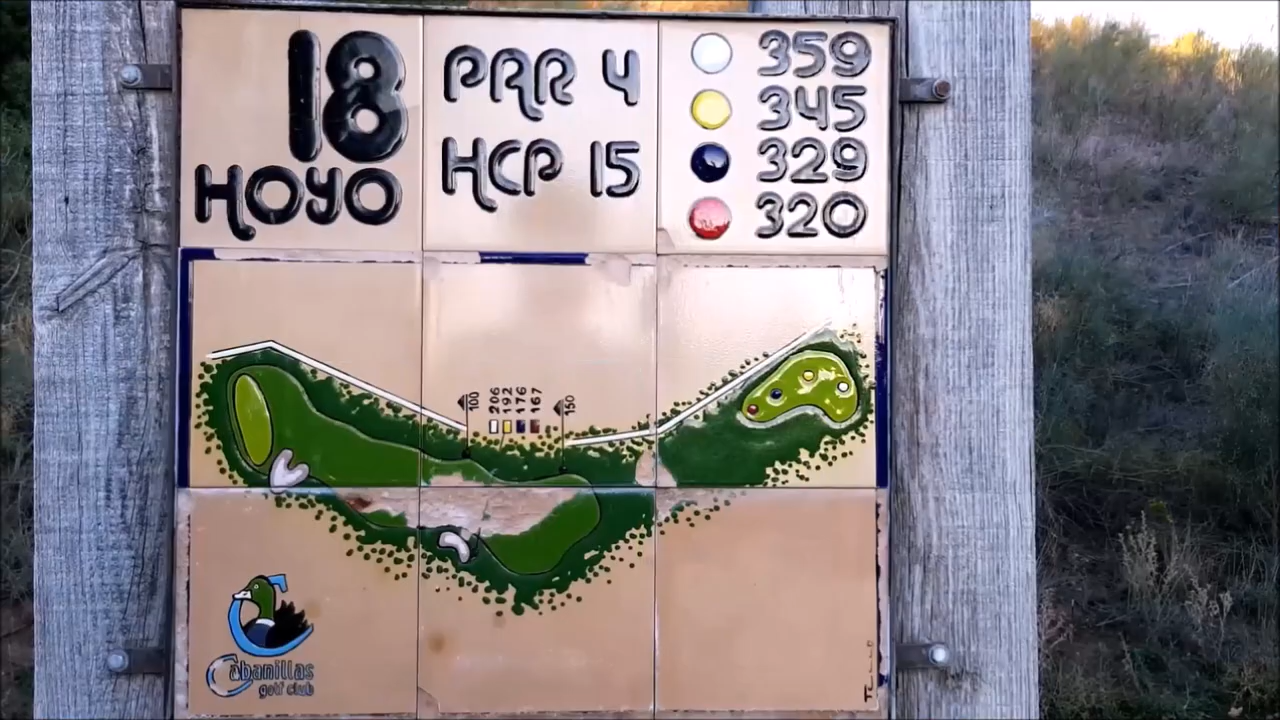 18
HOYO
PAR 4
HCP 15
359
345
329
320
100
206
192
176
167
150
Cabanillas
golf club